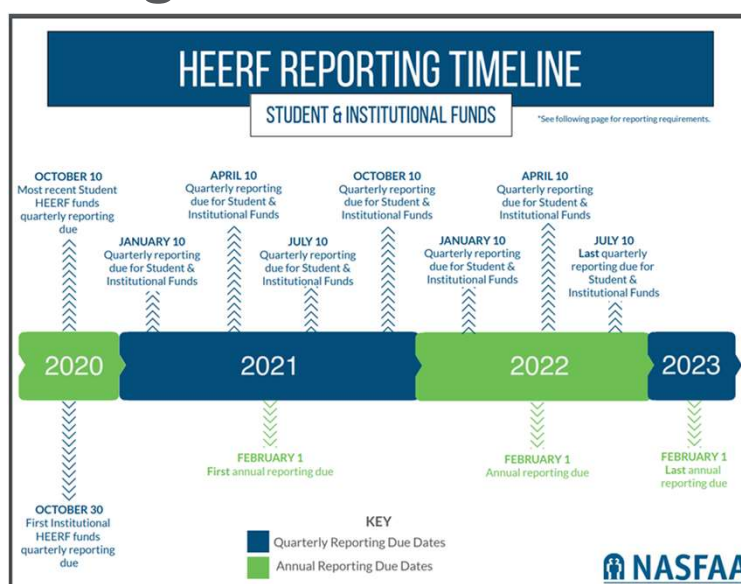 HEERF REPORTING TIMELINE
STUDENT & INSTITUTIONAL FUNDS
*See following page for reporting requirements.
OCTOBER 10
Most recent Student
HEERF funds
quarterly reporting
due
JANUARY 10
Quarterly reporting
due for Student &
Institutional Funds
APRIL 10
Quarterly reporting
due for Student &
Institutional Funds
JULY 10
Quarterly reporting
due for Student &
Institutional Funds
OCTOBER 10
Quarterly reporting
due for Student &
Institutional Funds
JANUARY 10
Quarterly reporting
due for Student &
Institutional Funds
APRIL 10
Quarterly reporting
due for Student &
Institutional Funds
JULY 10
Last quarterly
reporting due for
Student &
Institutional Funds
2020
2021
2022
2023
OCTOBER 30
First Institutional
HEERF funds
quarterly reporting
due
FEBRUARY 1
First annual reporting due
FEBRUARY 1
Annual reporting due
FEBRUARY 1
Last annual
reporting due
KEY
Quarterly Reporting Due Dates
Annual Reporting Due Dates
NASFAA